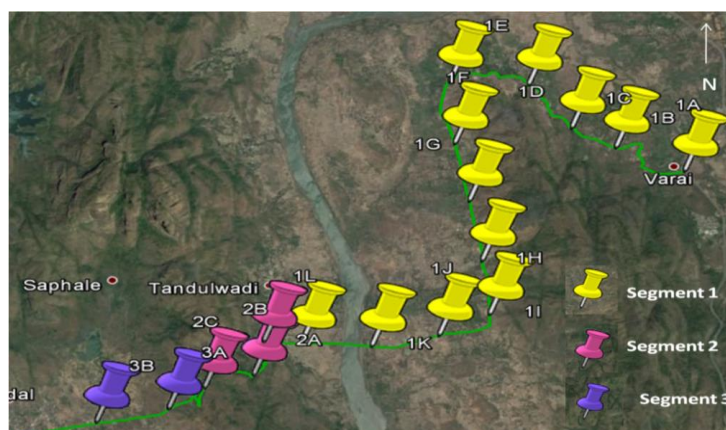 1E
N
1F
1D
1C
1A
1B
1G
Varai
1H
Saphale
Tandulwadi
1L
1J
Segment 1
2B
1I
2C
2A
1K
Segment 2
3A
3B
dal
Segment 3